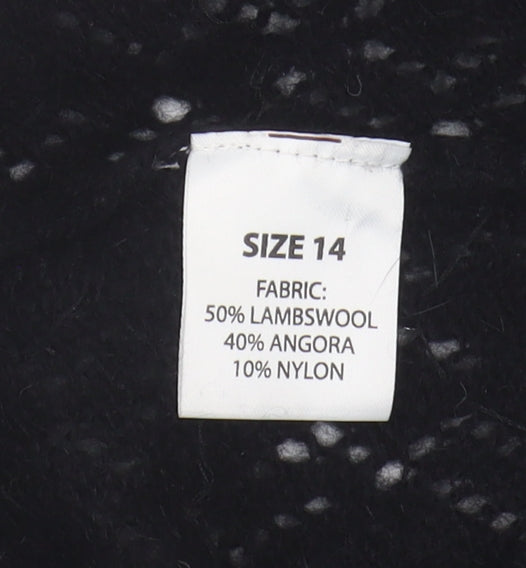 SIZE 14
FABRIC:
50% LAMBSWOOL
40% ANGORA
10% NYLON